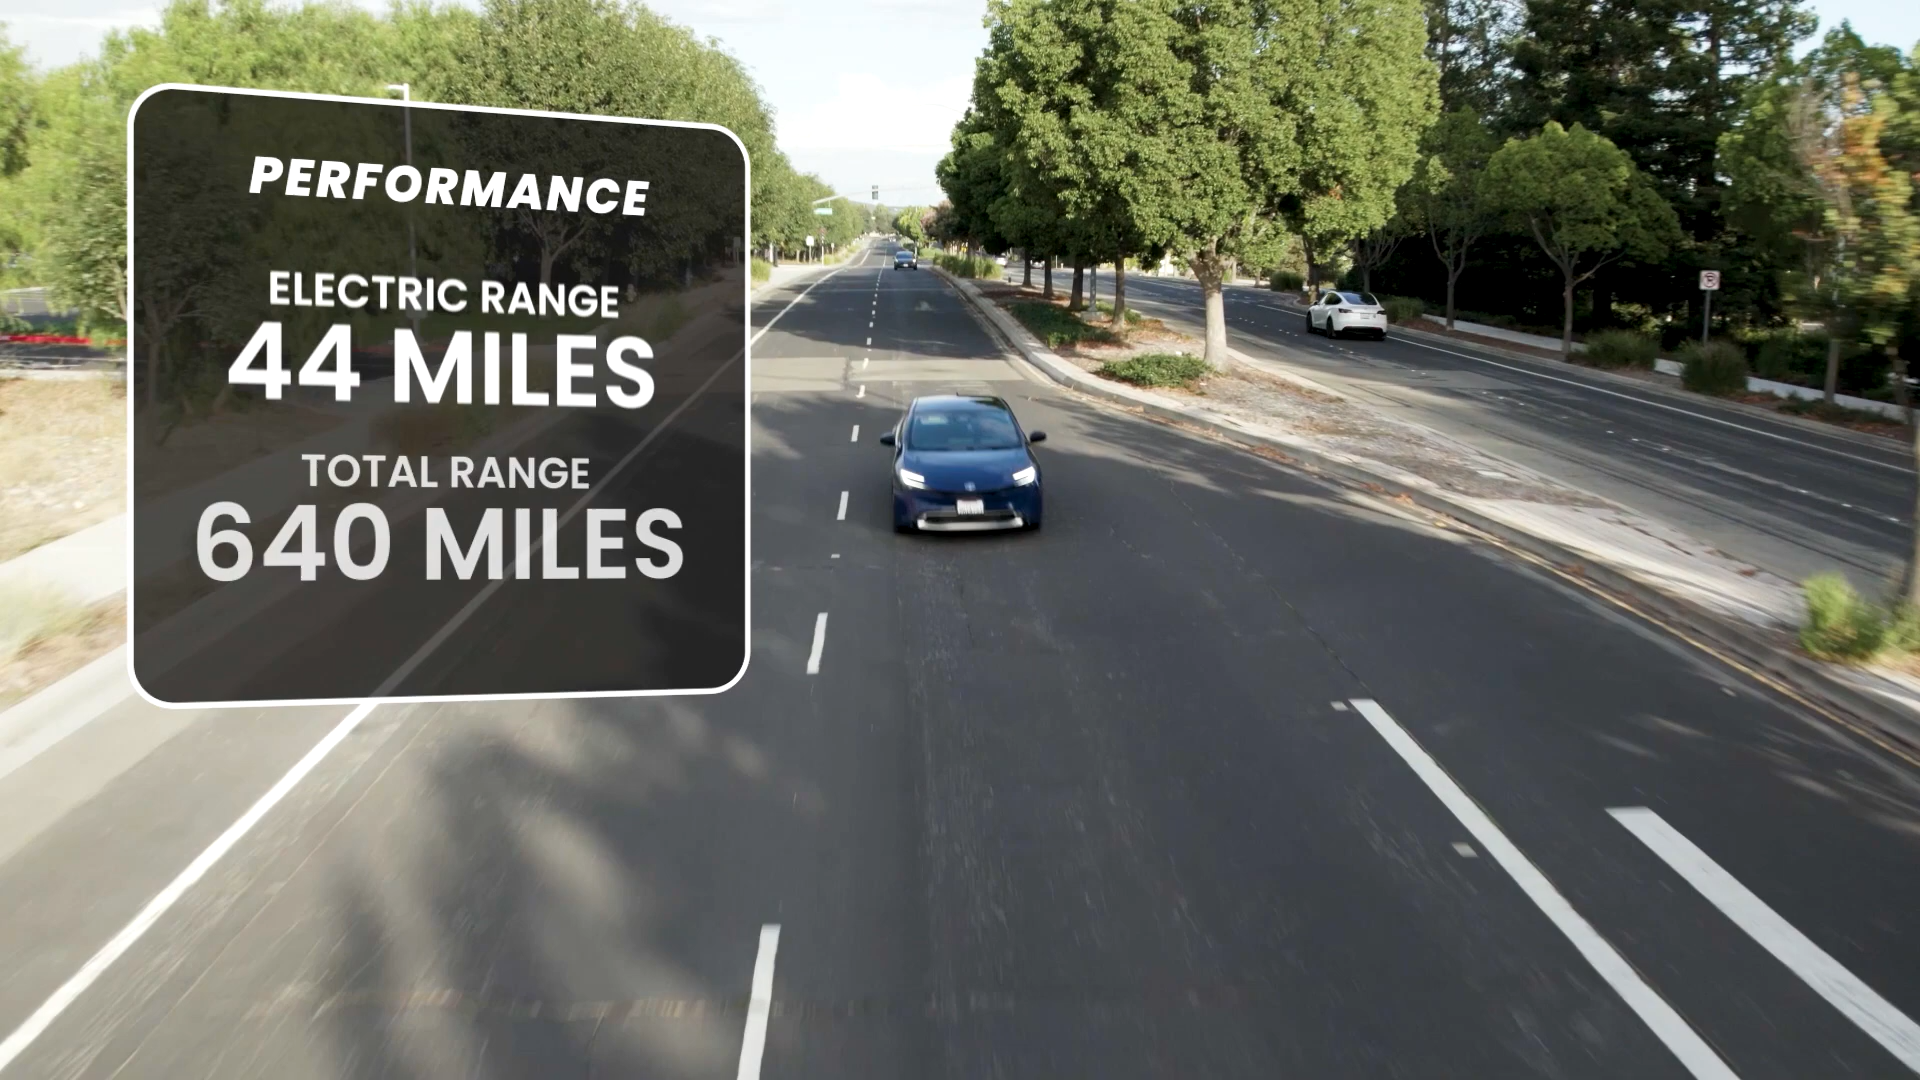 PERFORMANCE
ELECTRIC RANGE
44 MILES
TOTAL RANGE
640 MILES